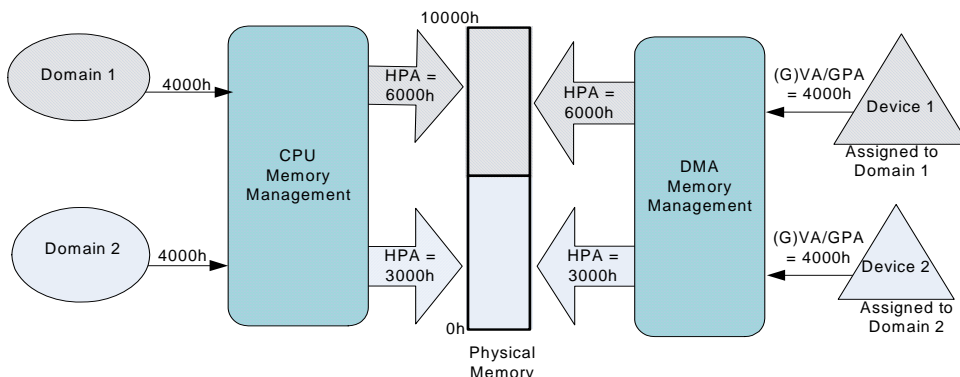 10000h
Domain 1
4000h
HPA =
6000h
CPU
Memory
Management
Domain 2
4000h
HPA =
3000h
0h
Physical
Memory
HPA =
6000h
DMA
Memory
Management
HPA =
3000h
(G)VA/GPA
= 4000h
Device 1
Assigned to
Domain 1
(G)VA/GPA
= 4000h
Device 2
Assigned to
Domain 2